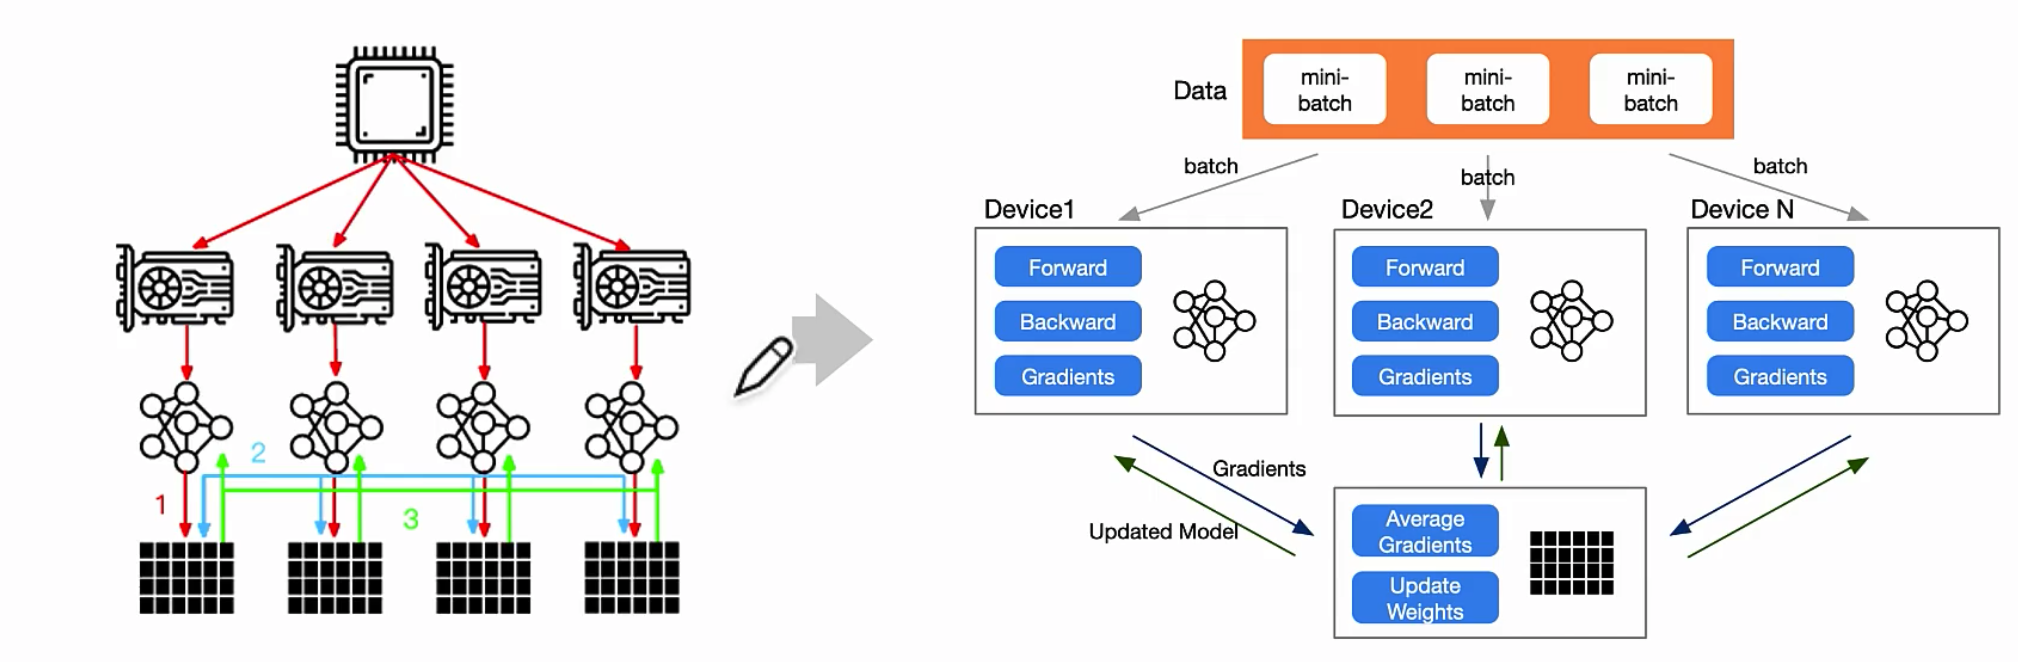 1
2
3
Data
mini-
batch
mini-
batch
mini-
batch
batch
batch
batch
Device1
Device2
Device N
Forward
Backward
Gradients
Forward
Backward
Gradients
Forward
Backward
Gradients
Gradients
Updated Model
Average
Gradients
Update
Weights